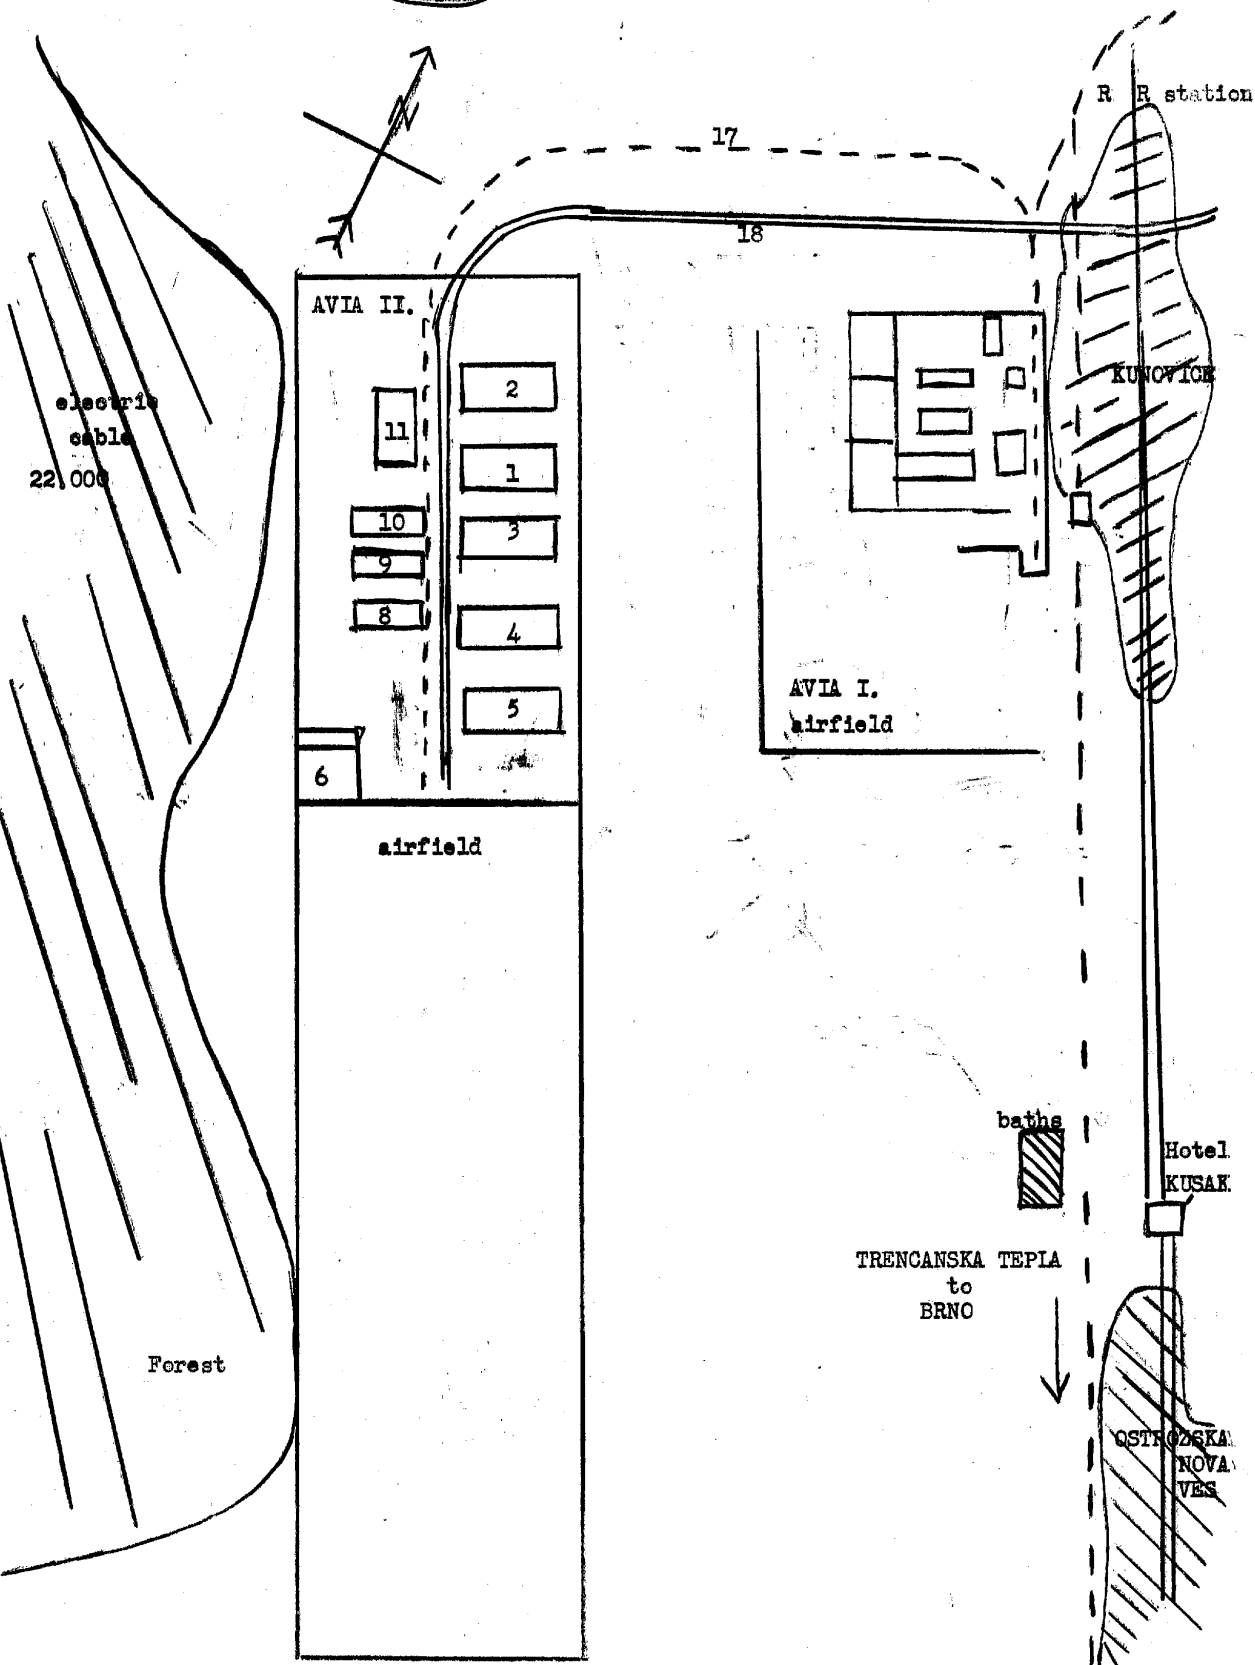 N
R R station
17
18
AVIA II.
2
electric
cable
22.000
11
KUNOVICE
1
10
3
9
8
4
AVIA I.
airfield
5
6
airfield
baths
Hotel
KUSAK
TRENCANSKA TEPLA
to
BRNO
Forest
OSTROZSKA
NOVA
VES